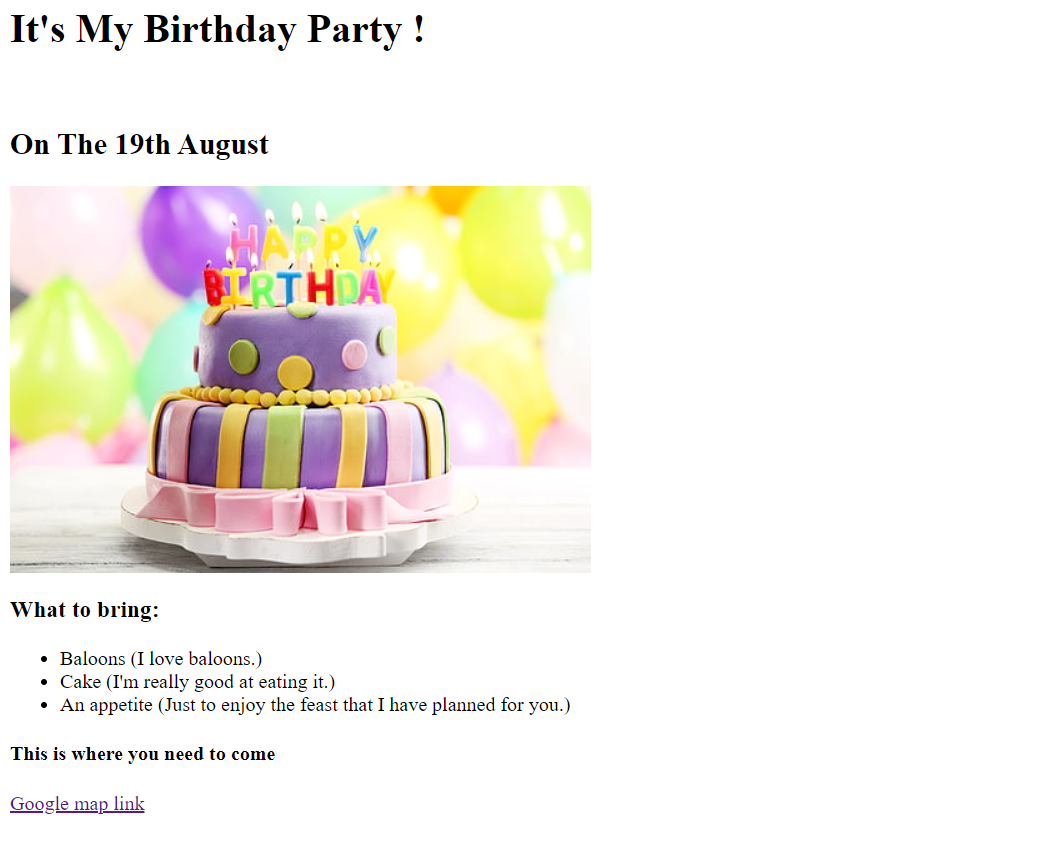 It's My Birthday Party !
On The 19th August
HAPPY
BIRTHDAY
What to bring:
Baloons (I love baloons.)
Cake (I'm really good at eating it.)
An appetite (Just to enjoy the feast that I have planned for you.)
This is where you need to come
Google map link